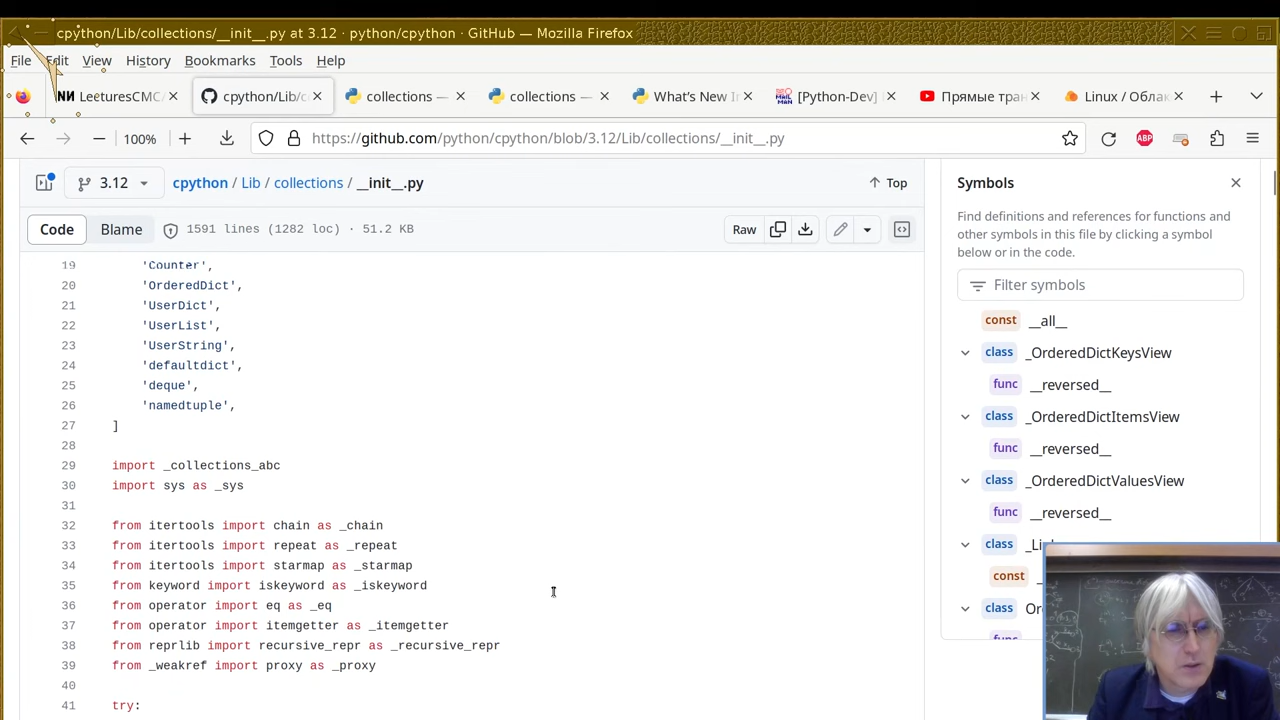 cpython/Lib/collections/__init__.py at 3.12 · python/cpython · GitHub — Mozilla Firefox
File Edit View History Bookmarks Tools Help
LecturesCMC/ cpython/Lib/c collections — collections — What's New I [Python-Dev] Прямые тран Linux / Облак
100% https://github.com/python/cpython/blob/3.12/Lib/collections/__init__.py ABP
3.12 cpython / Lib / collections / __init__.py Top
Code Blame 1591 lines (1282 loc) · 51.2 KB Raw
19 'Counter',
20 'OrderedDict',
21 'UserDict',
22 'UserList',
23 'UserString',
24 'defaultdict',
25 'deque',
26 'namedtuple',
27 ]
28
29 import _collections_abc
30 import sys as _sys
31
32 from itertools import chain as _chain
33 from itertools import repeat as _repeat
34 from itertools import starmap as _starmap
35 from keyword import iskeyword as _iskeyword
36 from operator import eq as _eq
37 from operator import itemgetter as _itemgetter
38 from reprlib import recursive_repr as _recursive_repr
39 from _weakref import proxy as _proxy
40
41 try:
Symbols
Find definitions and references for functions and
other symbols in this file by clicking a symbol
below or in the code.
Filter symbols
const __all__
class _OrderedDictKeysView
func __reversed__
class _OrderedDictItemsView
func __reversed__
class _OrderedDictValuesView
func __reversed__
class
const
class
func